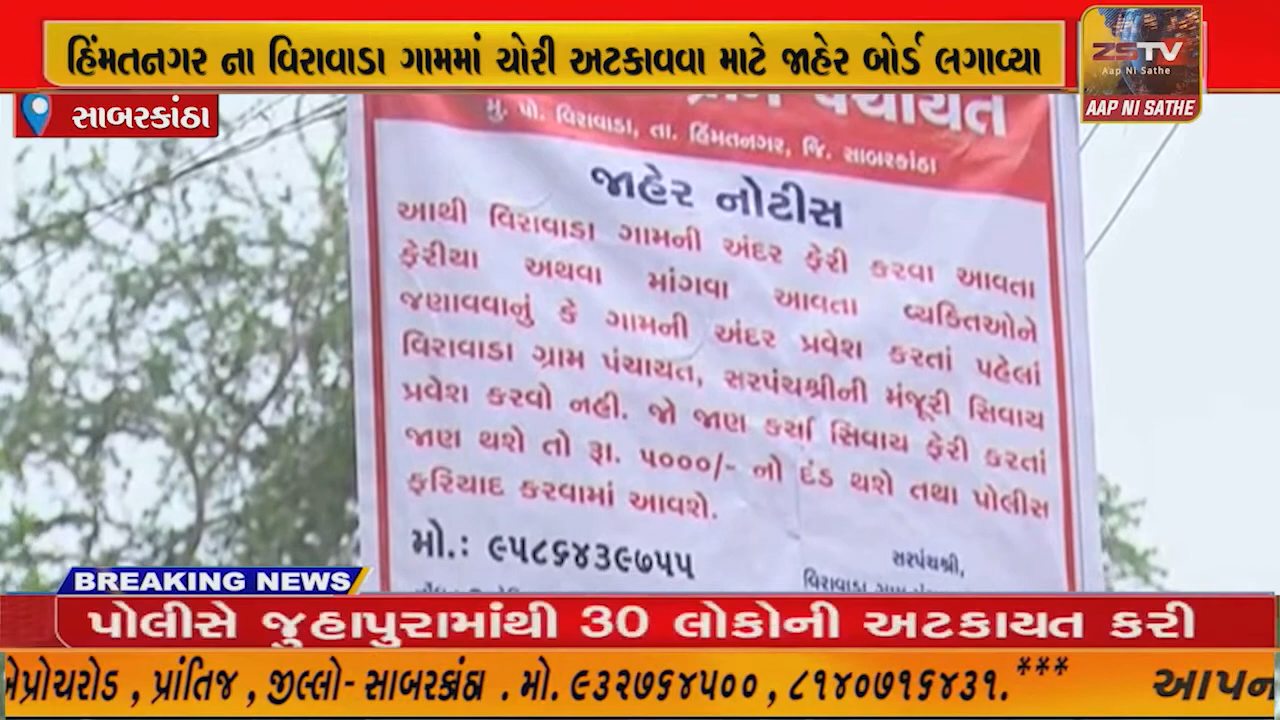 હિંમતનગર ના વિરાવાડા ગામમાં ચોરી અટકાવવા માટે જાહેર બોર્ડ લગાવ્યા
ZSTV
Aap Ni Sathe
AAP NI SATHE
સાબરકાંઠા
ગ્રામ પંચાયત
મુ. પો. વિરાવાડા, તા. હિંમતનગર, જિ. સાબરકાંઠા
જાહેર નોટીસ
આથી વિરાવાડા ગામની અંદર ફેરી કરવા આવતા
ફેરીયા અથવા માંગવા આવતા વ્યકિતઓને
જણાવવાનું કે ગામની અંદર પ્રવેશ કરતાં પહેલાં
વિરાવાડા ગ્રામ પંચાયત, સરપંચશ્રીની મંજૂરી સિવાય
પ્રવેશ કરવો નહી. જો જાણ કર્યા સિવાય ફેરી કરતાં
જાણ થશે તો રૂા. ૫૦૦૦/- નો દંડ થશે તથા પોલીસ
ફરિયાદ કરવામાં આવશે.
મો.: ૯૫૮૬૪૩૯૭૫૫
સરપંચશ્રી,
વિરાવાડા ગ્રામ
BREAKING NEWS
પોલીસે જુહાપુરામાંથી 30 લોકોની અટકાયત કરી
એપ્રોચરોડ , પ્રાંતિજ , જીલ્લો- સાબરકાંઠા . મો. ૯૩૨૭૬૪૫૦૦ , ૮૧૪૦૭૧૬૪૩૧.*** આપન